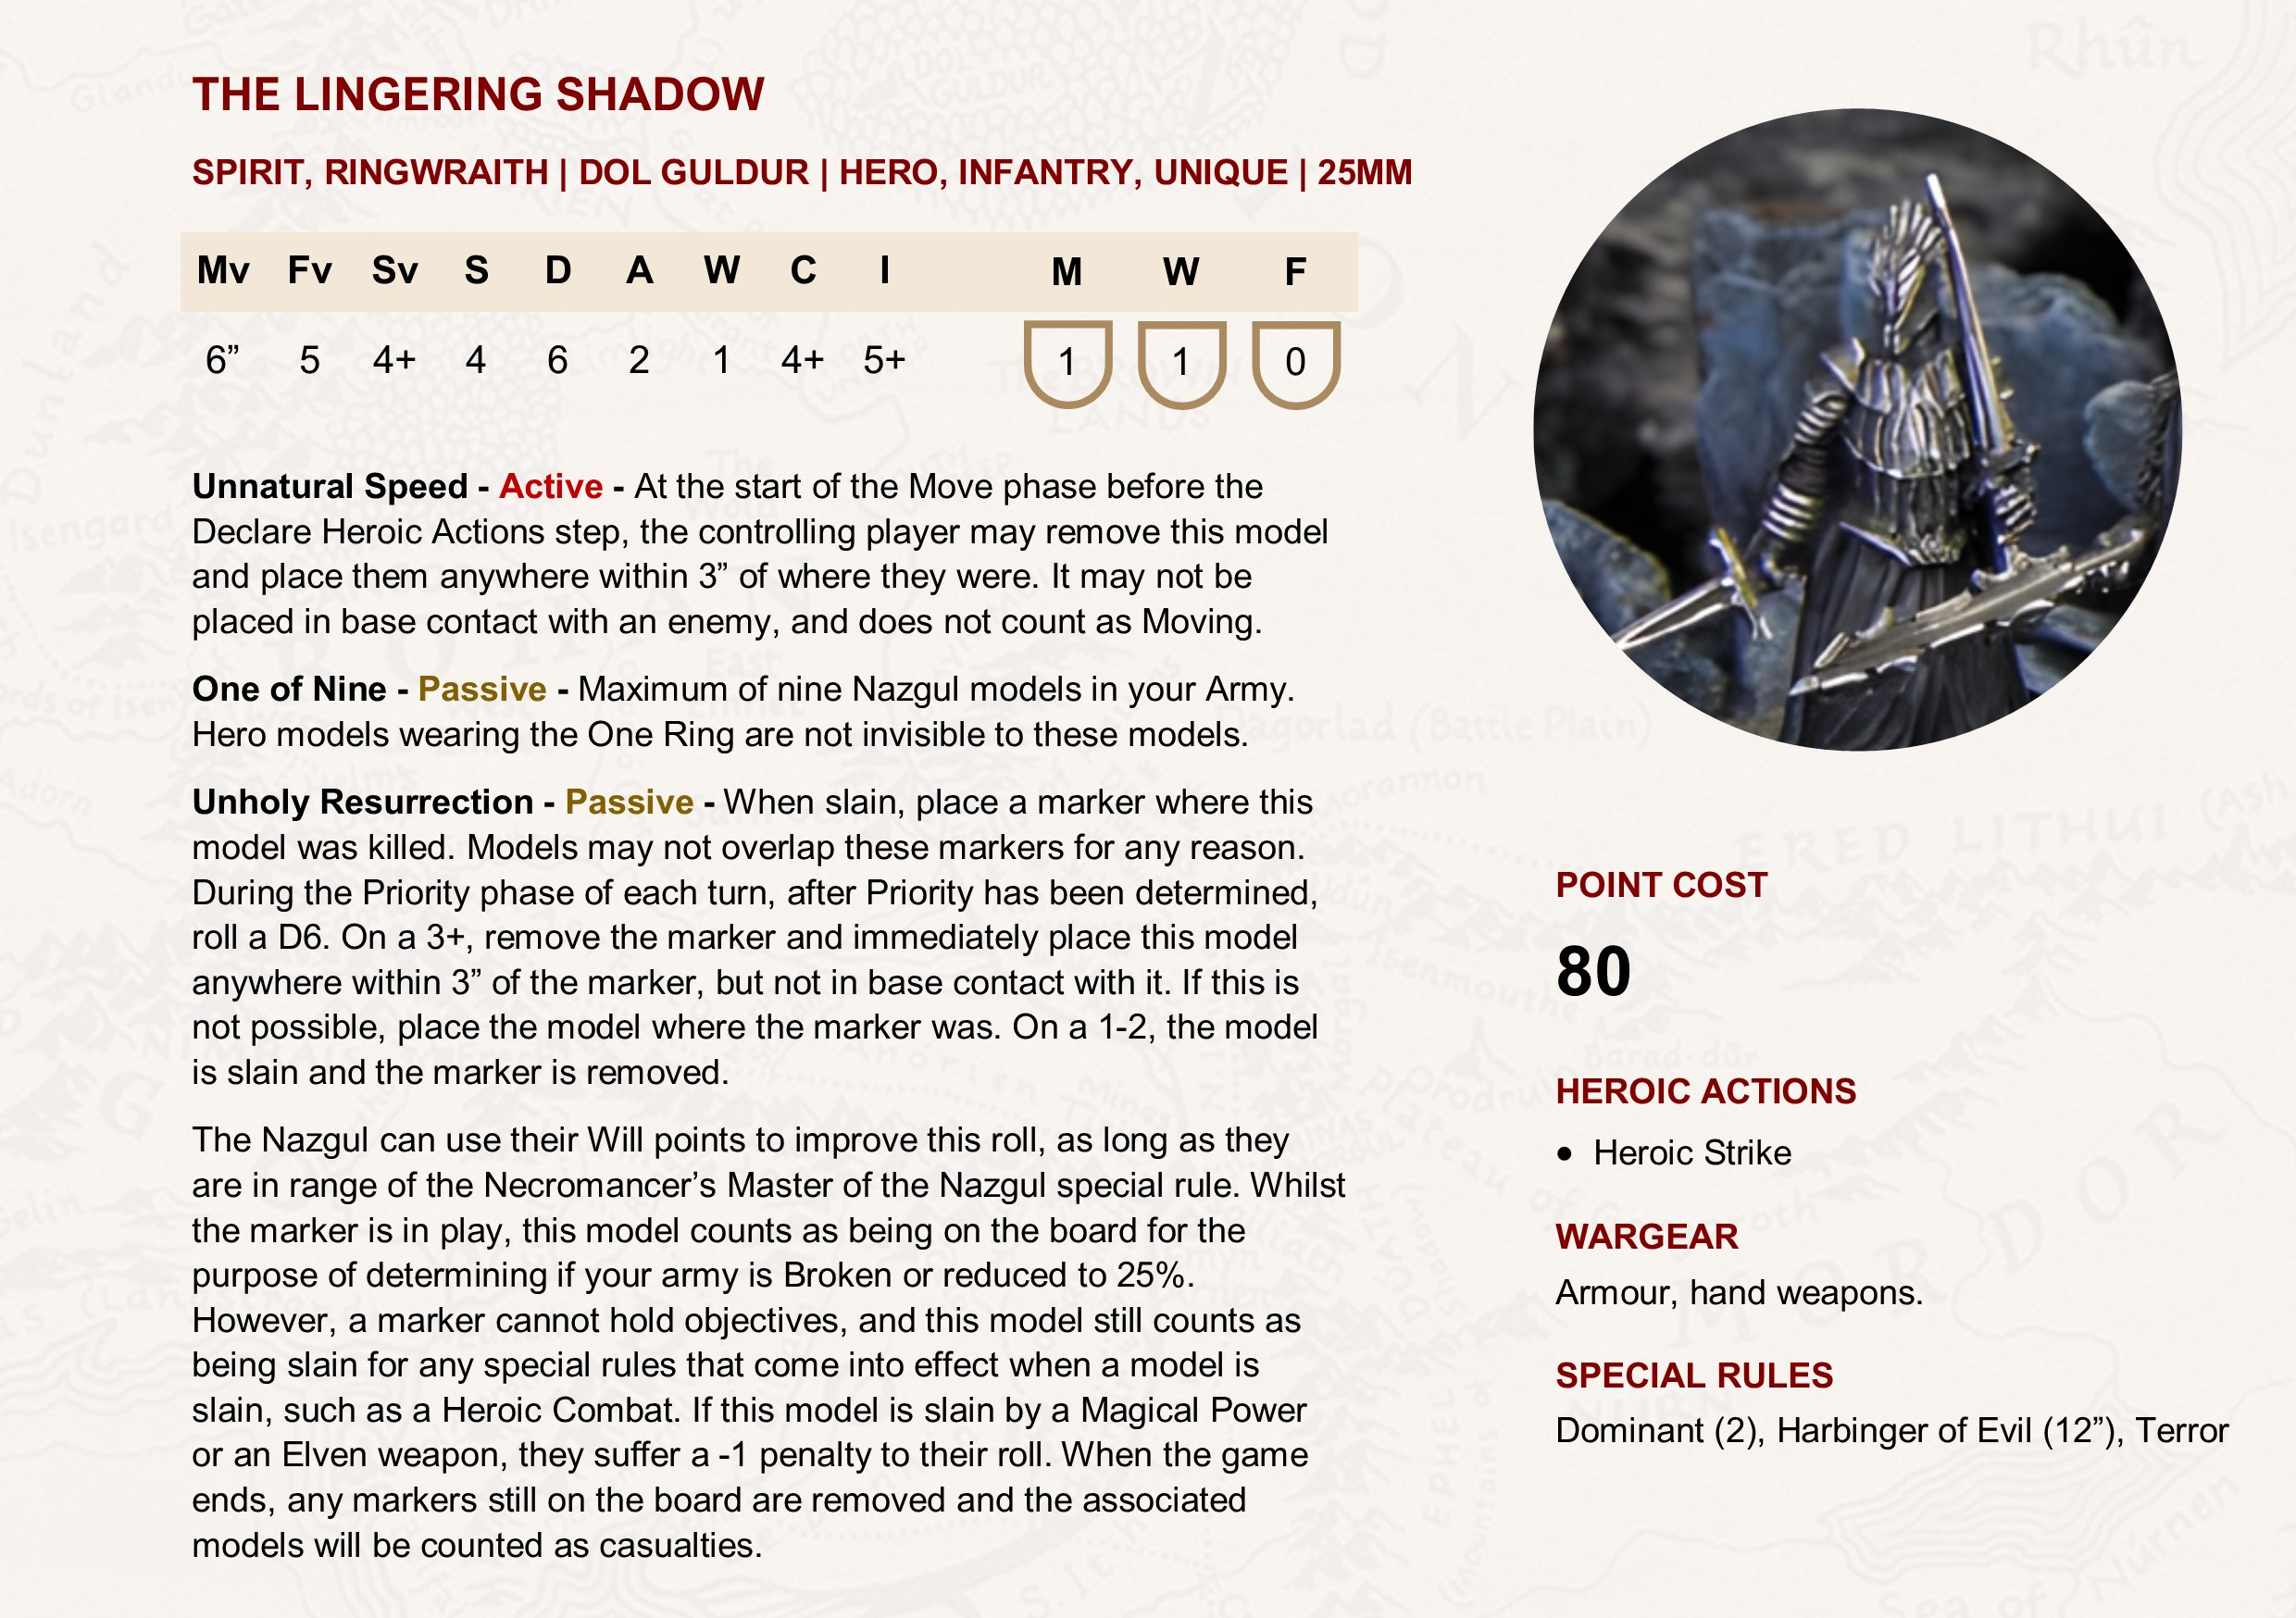 THE LINGERING SHADOW
SPIRIT, RINGWRAITH | DOL GULDUR | HERO, INFANTRY, UNIQUE | 25MM
Mv Fv Sv S D A W C I M W F
6” 5 4+ 4 6 2 1 4+ 5+ 1 1 0
Unnatural Speed - Active - At the start of the Move phase before the
Declare Heroic Actions step, the controlling player may remove this model
and place them anywhere within 3” of where they were. It may not be
placed in base contact with an enemy, and does not count as Moving.
One of Nine - Passive - Maximum of nine Nazgul models in your Army.
Hero models wearing the One Ring are not invisible to these models.
Unholy Resurrection - Passive - When slain, place a marker where this
model was killed. Models may not overlap these markers for any reason.
During the Priority phase of each turn, after Priority has been determined,
roll a D6. On a 3+, remove the marker and immediately place this model
anywhere within 3” of the marker, but not in base contact with it. If this is
not possible, place the model where the marker was. On a 1-2, the model
is slain and the marker is removed.
The Nazgul can use their Will points to improve this roll, as long as they
are in range of the Necromancer’s Master of the Nazgul special rule. Whilst
the marker is in play, this model counts as being on the board for the
purpose of determining if your army is Broken or reduced to 25%.
However, a marker cannot hold objectives, and this model still counts as
being slain for any special rules that come into effect when a model is
slain, such as a Heroic Combat. If this model is slain by a Magical Power
or an Elven weapon, they suffer a -1 penalty to their roll. When the game
ends, any markers still on the board are removed and the associated
models will be counted as casualties.
POINT COST
80
HEROIC ACTIONS
• Heroic Strike
WARGEAR
Armour, hand weapons.
SPECIAL RULES
Dominant (2), Harbinger of Evil (12”), Terror
Rhûn
Dunland
Isengard
Adorn
Dagorlad (Battle Plain)
ERED LITHUI (Ash
Isenmouthe
Barad-dûr
MORDOR
Sea of Núrnen